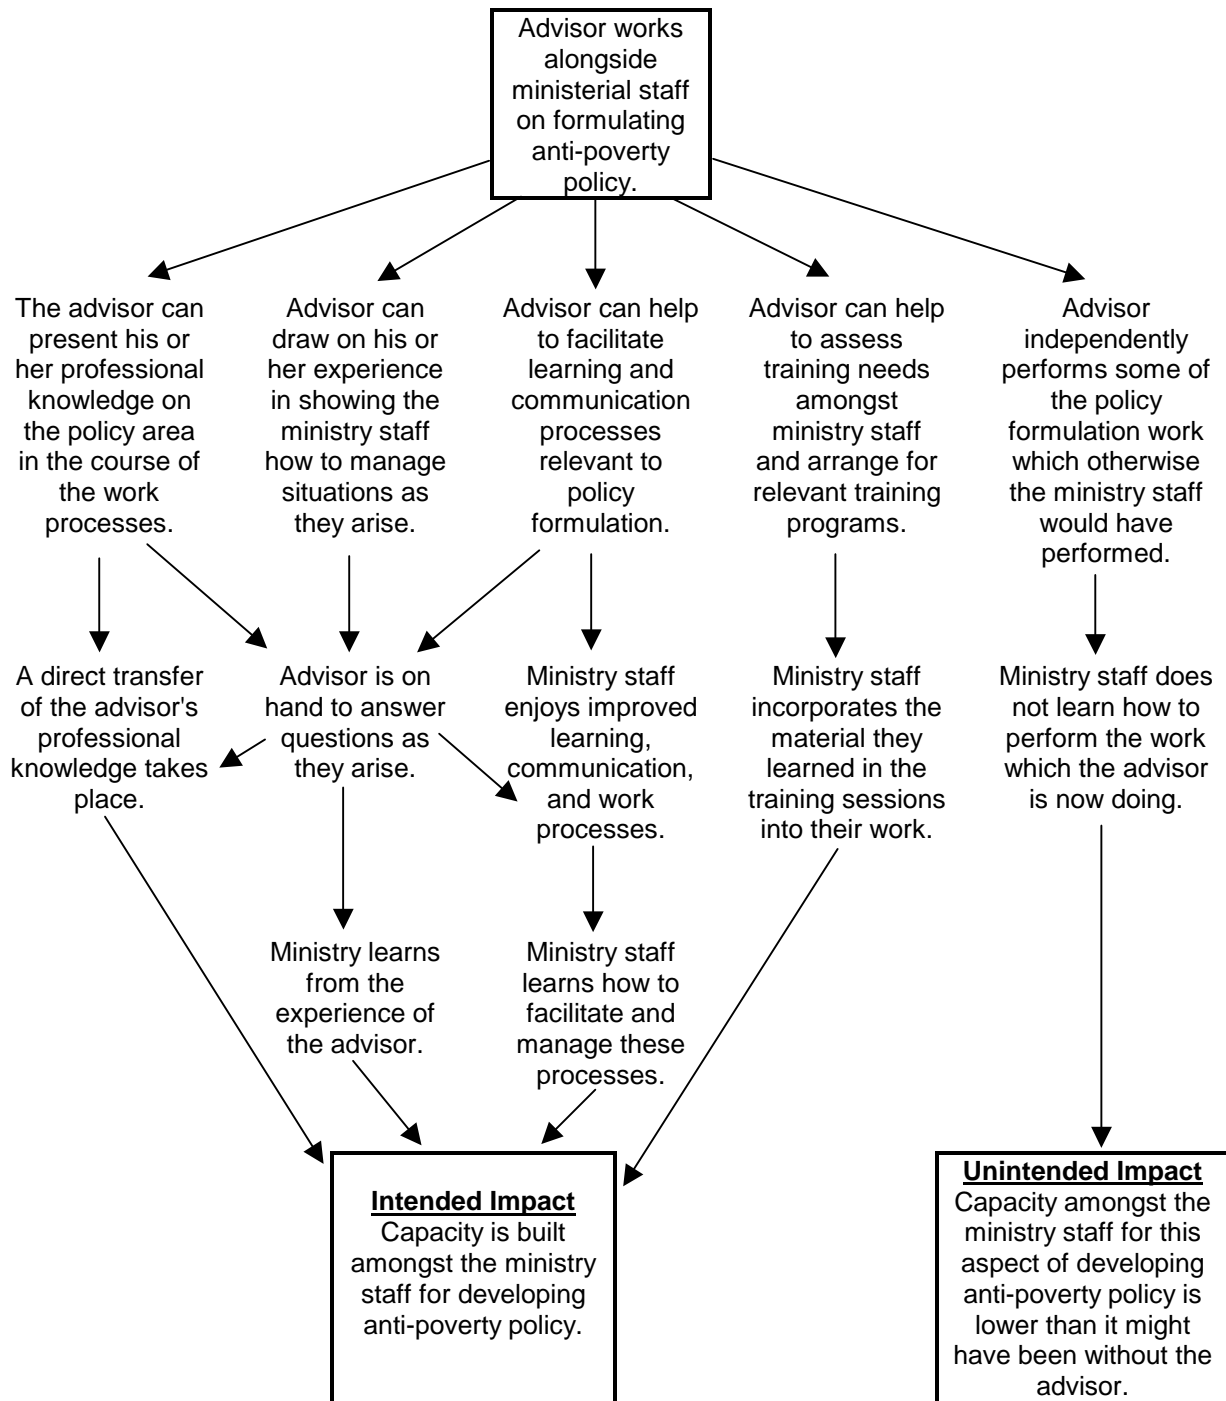 Advisor works
alongside
ministerial staff
on formulating
anti-poverty
policy.
The advisor can
present his or
her professional
knowledge on
the policy area
in the course of
the work
processes.
Advisor can
draw on his or
her experience
in showing the
ministry staff
how to manage
situations as
they arise.
Advisor can help
to facilitate
learning and
communication
processes
relevant to
policy
formulation.
Advisor can help
to assess
training needs
amongst
ministry staff
and arrange for
relevant training
programs.
Advisor
independently
performs some of
the policy
formulation work
which otherwise
the ministry staff
would have
performed.
A direct transfer
of the advisor's
professional
knowledge takes
place.
Advisor is on
hand to answer
questions as
they arise.
Ministry staff
enjoys improved
learning,
communication,
and work
processes.
Ministry staff
incorporates the
material they
learned in the
training sessions
into their work.
Ministry staff does
not learn how to
perform the work
which the advisor
is now doing.
Ministry learns
from the
experience of
the advisor.
Ministry staff
learns how to
facilitate and
manage these
processes.
Intended Impact
Capacity is built
amongst the ministry
staff for developing
anti-poverty policy.
Unintended Impact
Capacity amongst the
ministry staff for this
aspect of developing
anti-poverty policy is
lower than it might
have been without the
advisor.